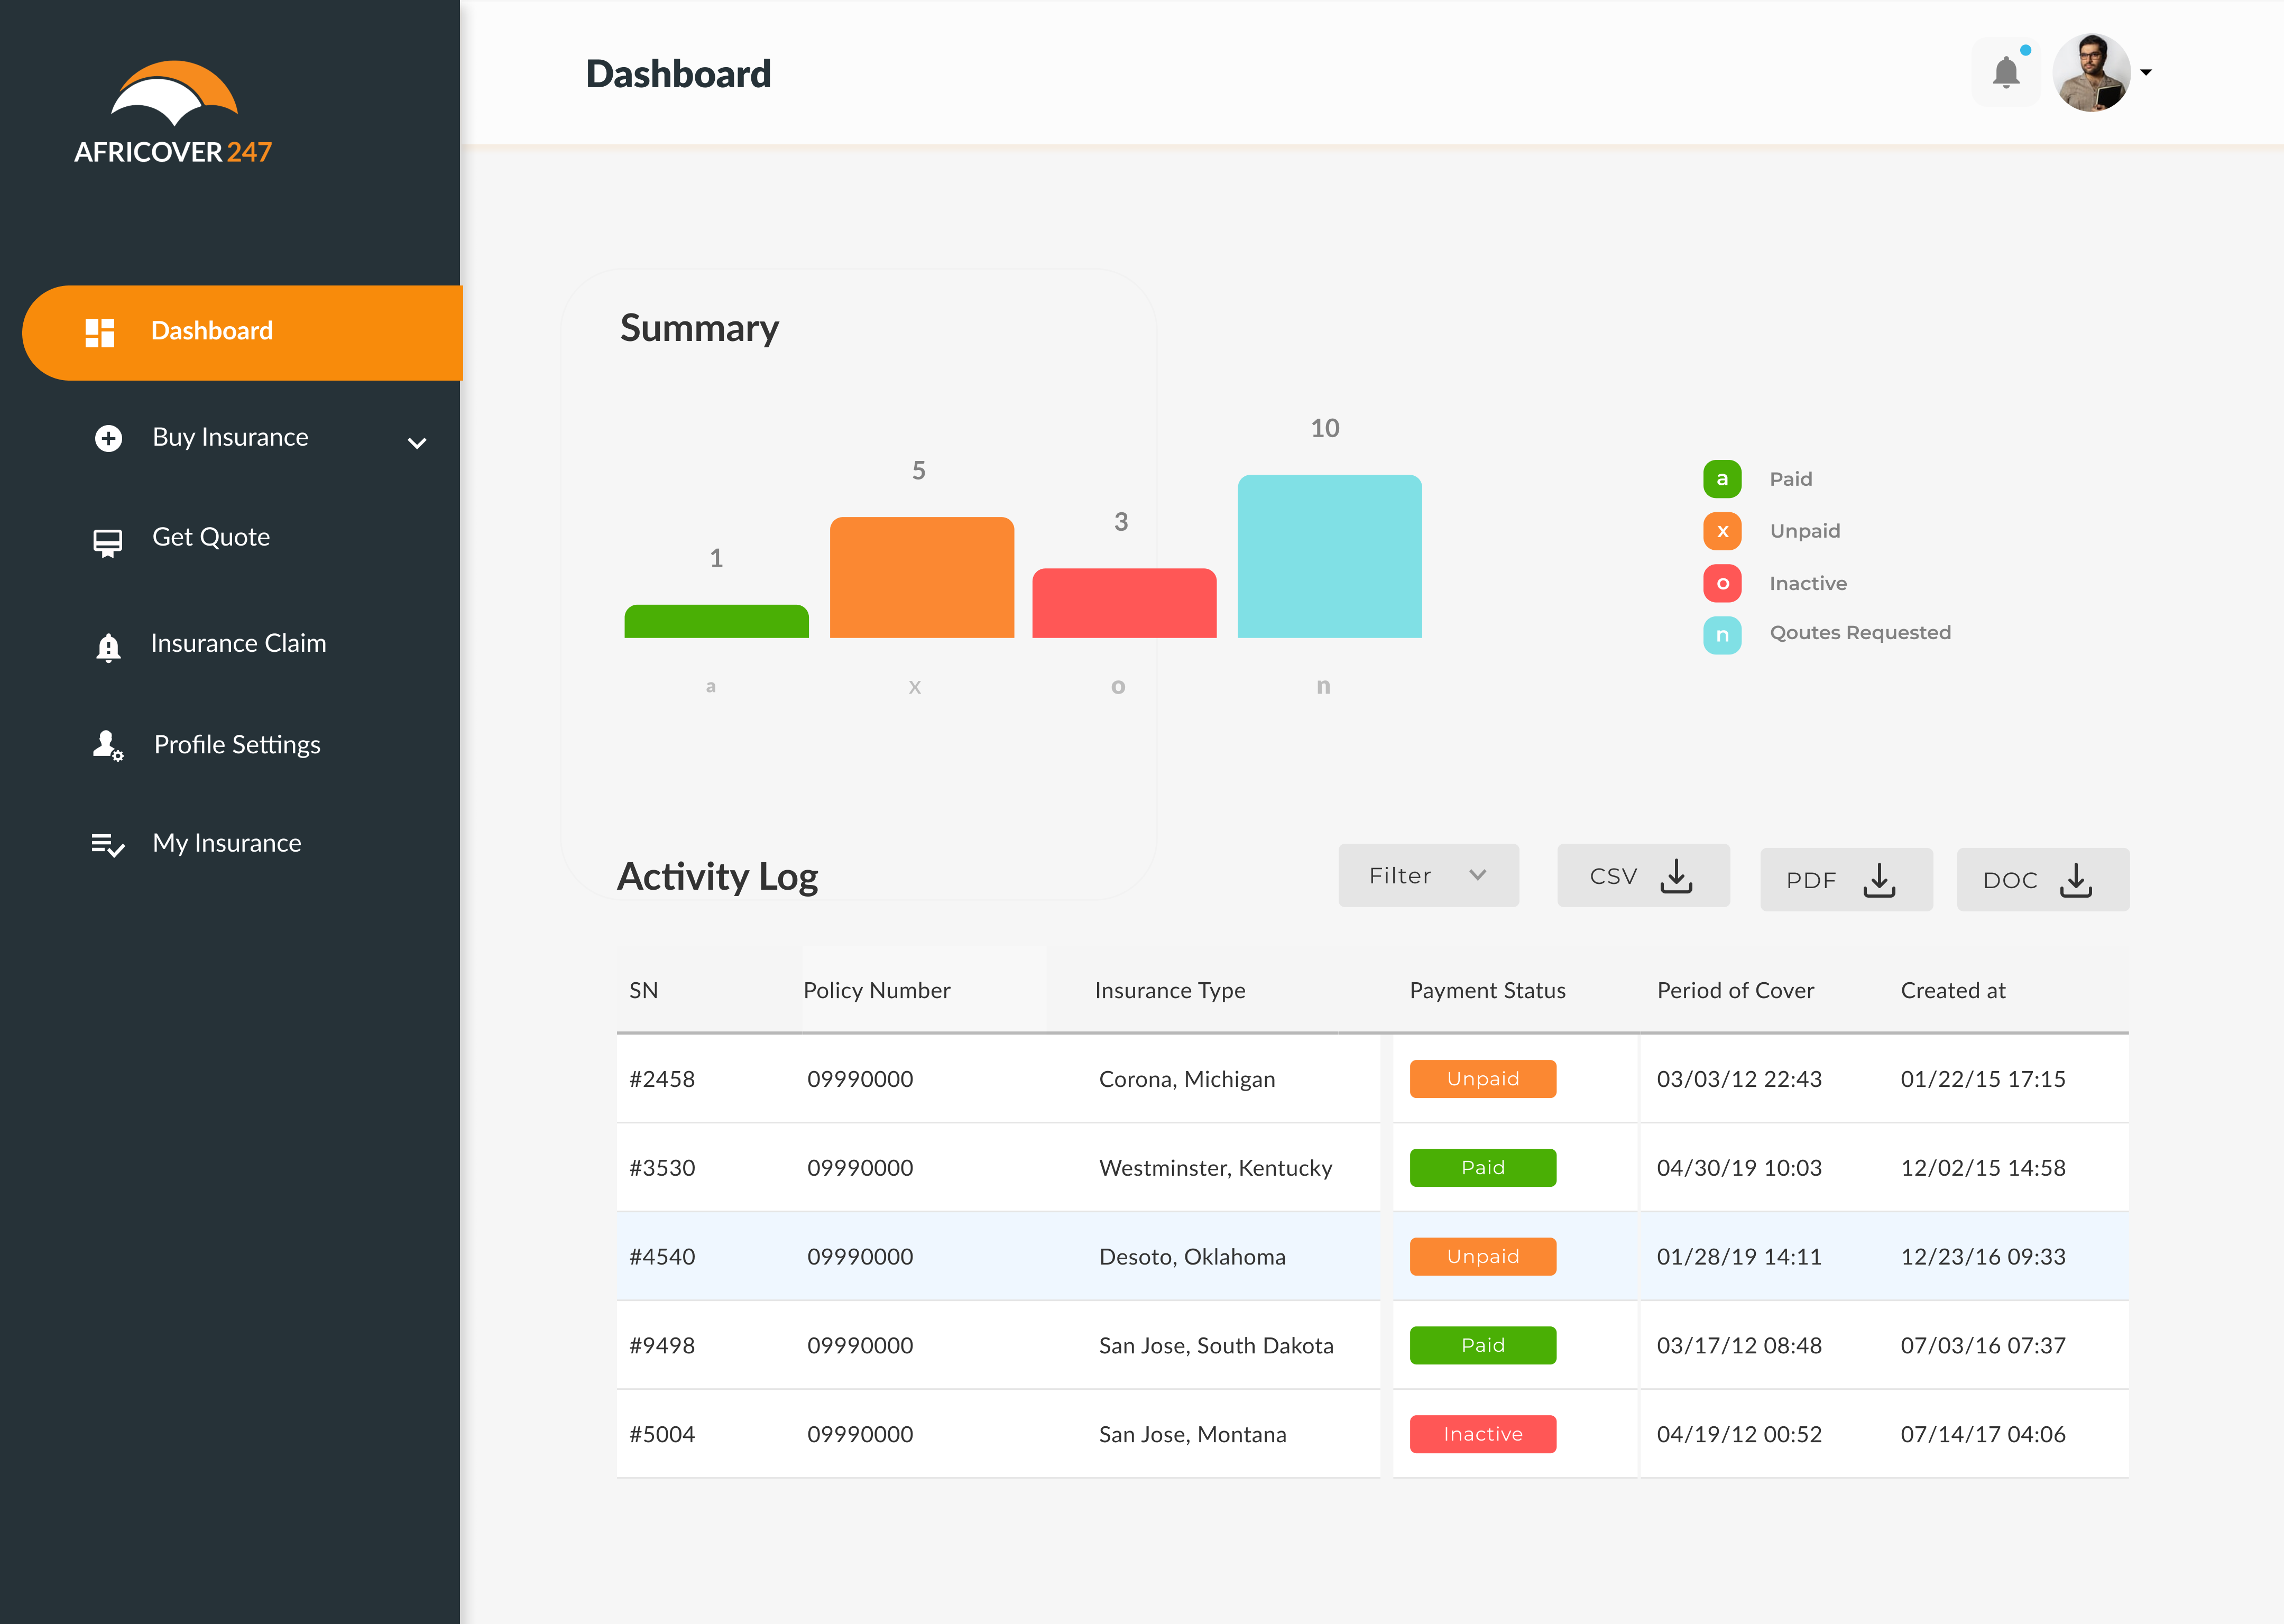 AFRICOVER 247
Dashboard
Buy Insurance
Get Quote
Insurance Claim
Profile Settings
My Insurance
Dashboard
Summary
1
5
3
10
a
x
o
n
a Paid
x Unpaid
o Inactive
n Qoutes Requested
Activity Log
Filter
CSV
PDF
DOC
SN Policy Number Insurance Type Payment Status Period of Cover Created at
#2458 09990000 Corona, Michigan Unpaid 03/03/12 22:43 01/22/15 17:15
#3530 09990000 Westminster, Kentucky Paid 04/30/19 10:03 12/02/15 14:58
#4540 09990000 Desoto, Oklahoma Unpaid 01/28/19 14:11 12/23/16 09:33
#9498 09990000 San Jose, South Dakota Paid 03/17/12 08:48 07/03/16 07:37
#5004 09990000 San Jose, Montana Inactive 04/19/12 00:52 07/14/17 04:06